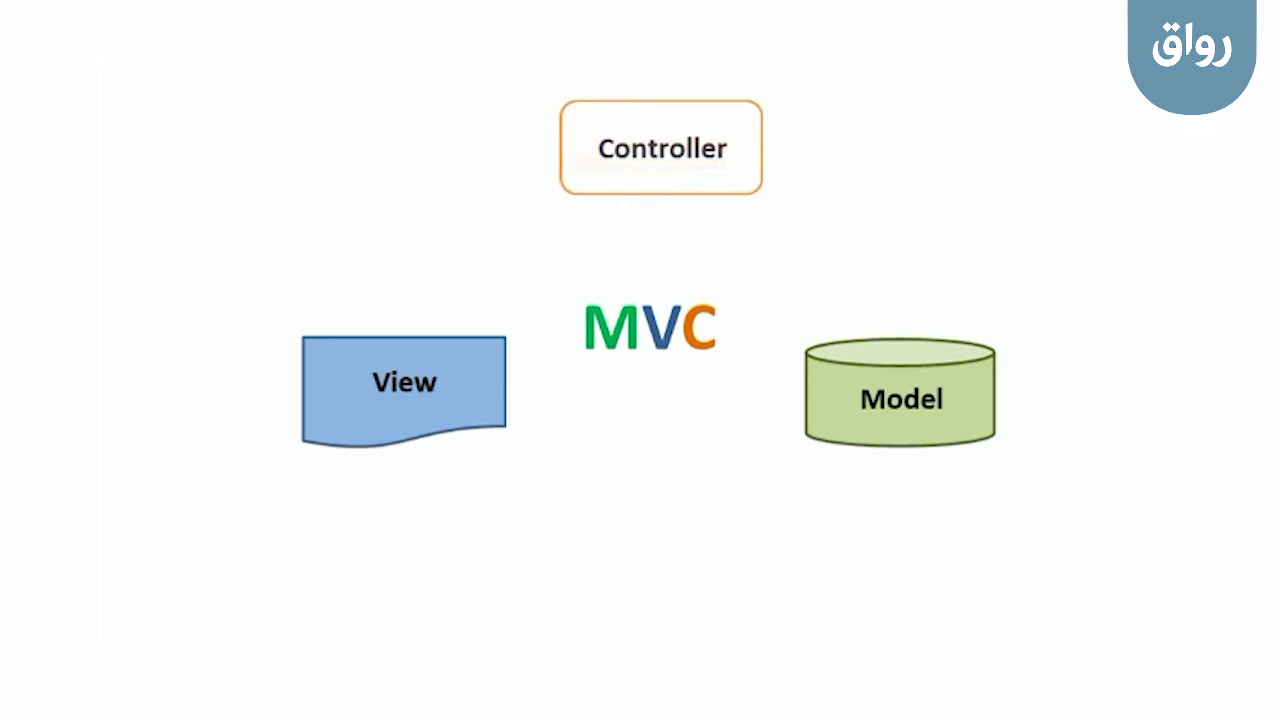 رواق
Controller
MVC
View
Model